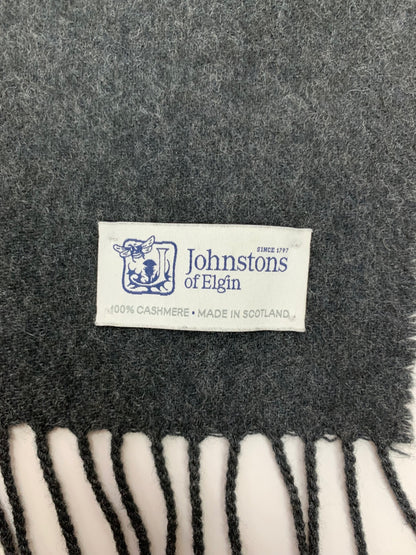 SINCE 1797
Johnstons
of Elgin
100% CASHMERE • MADE IN SCOTLAND